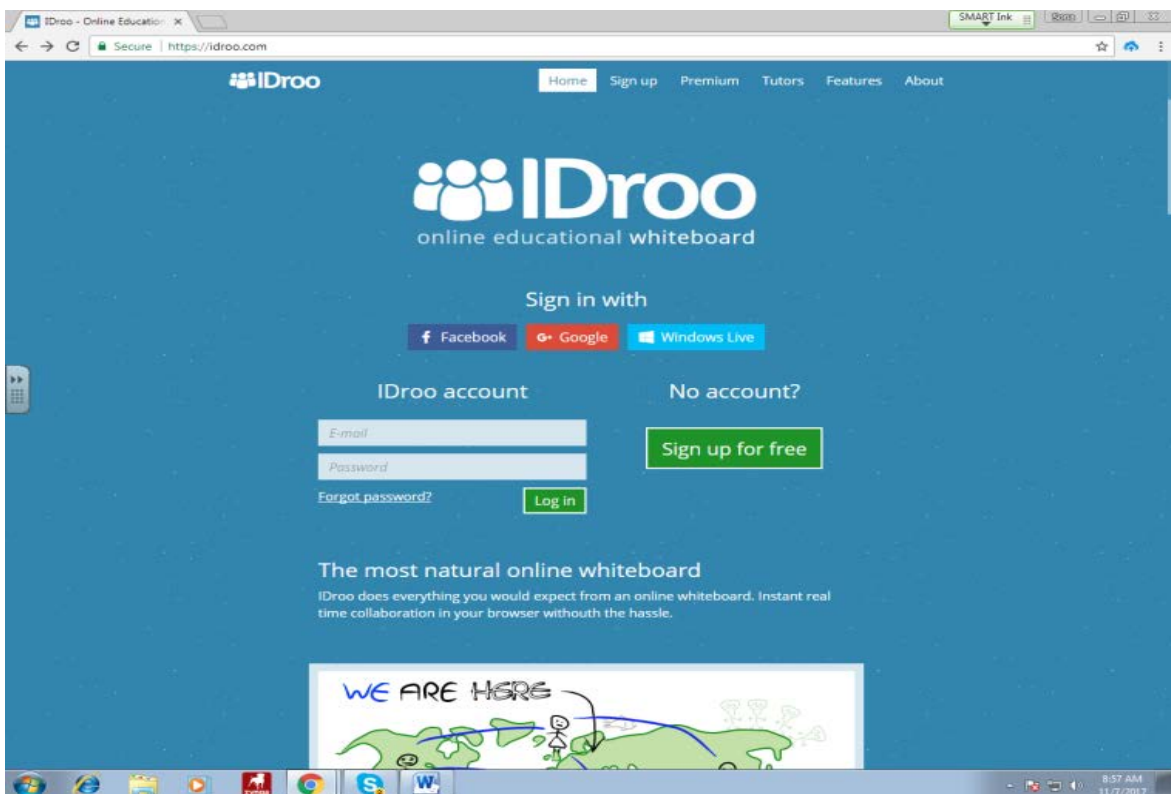 IDroo - Online Education
SMART Ink
Secure
https://idroo.com
IDroo
Home
Sign up
Premium
Tutors
Features
About
IDroo
online educational whiteboard
Sign in with
f Facebook
G+ Google
Windows Live
IDroo account
No account?
E-mail
Password
Sign up for free
Forgot password?
Log in
The most natural online whiteboard
IDroo does everything you would expect from an online whiteboard. Instant real
time collaboration in your browser withouth the hassle.
WE ARE HERE
8:57 AM
11/7/2017